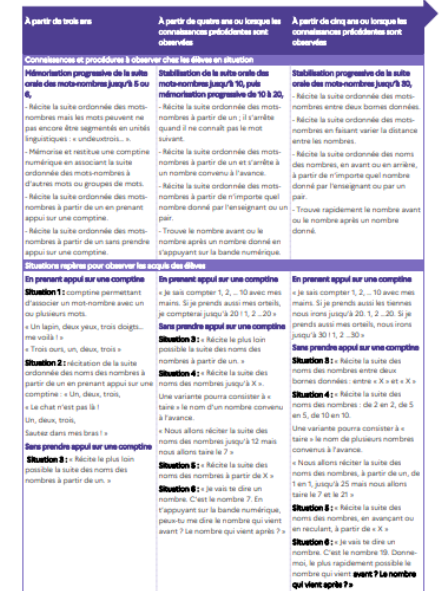 À partir de trois ans
À partir de quatre ans ou lorsque les
connaissances précédentes sont
observées
À partir de cinq ans ou lorsque les
connaissances précédentes sont
observées
Connaissances et procédures à observer chez les élèves en situation
Mémorisation progressive de la suite
orale des mots-nombres jusqu'à 5 ou
6,
- Récite la suite ordonnée des mots-
nombres mais les mots peuvent ne
pas encore être segmentés en unités
linguistiques : « undeuxtrois... ».
- Mémorise et restitue une comptine
numérique en associant la suite
ordonnée des mots-nombres à
d'autres mots ou groupes de mots.
- Récite la suite ordonnée des mots-
nombres à partir de un en prenant
appui sur une comptine.
- Récite la suite ordonnée des mots-
nombres à partir de un sans prendre
appui sur une comptine.
Stabilisation de la suite orale des
mots-nombres jusqu'à 10, puis
mémorisation progressive de 10 à 20,
- Récite la suite ordonnée des mots-
nombres à partir de un ; il s'arrête
quand il ne connaît pas le mot
suivant.
- Récite la suite ordonnée des mots-
nombres à partir de un et s'arrête à
un nombre convenu à l'avance.
- Récite la suite ordonnée des mots-
nombres à partir de n'importe quel
nombre donné par l'enseignant ou un
pair.
- Trouve le nombre avant ou le
nombre après un nombre donné en
s'appuyant sur la bande numérique.
Stabilisation progressive de la suite
orale des mots-nombres jusqu'à 30,
- Récite la suite ordonnée des mots-
nombres entre deux bornes données.
- Récite la suite ordonnée des mots-
nombres en faisant varier la distance
entre les nombres.
- Récite la suite ordonnée des noms
des nombres, en avant ou en arrière,
à partir de n'importe quel nombre
donné par l'enseignant ou par un
pair.
- Trouve rapidement le nombre avant
ou le nombre après un nombre
donné.
Situations repères pour observer les acquis des élèves
En prenant appui sur une comptine
Situation 1 : comptine permettant
d'associer un mot-nombre avec un
ou plusieurs mots.
« Un lapin, deux yeux, trois doigts...
me voilà ! »
« Trois ours, un, deux, trois »
Situation 2 : récitation de la suite
ordonnée des noms des nombres à
partir de un en prenant appui sur une
comptine : « Un, deux, trois,
« Le chat n'est pas là !
Un, deux, trois,
Sautez dans mes bras ! »
Sans prendre appui sur une comptine
Situation 3 : « Récite le plus loin
possible la suite des noms des
nombres à partir de un. »
En prenant appui sur une comptine
« Je sais compter 1, 2, ... 10 avec mes
mains. Si je prends aussi mes orteils,
je compterai jusqu'à 20 ! 1, 2 ...20 »
Sans prendre appui sur une comptine
Situation 3 : « Récite le plus loin
possible la suite des noms des
nombres à partir de un. »
Situation 4 : « Récite la suite des
noms des nombres jusqu'à X ».
Une variante pourra consister à «
taire » le nom d'un nombre convenu
à l'avance.
« Nous allons réciter la suite des
noms des nombres jusqu'à 12 mais
nous allons taire le 7 »
Situation 5 : « Récite la suite des
noms des nombres à partir de X »
Situation 6 : « Je vais te dire un
nombre. C'est le nombre 7. En
t'appuyant sur la bande numérique,
peux-tu me dire le nombre qui vient
avant ? Le nombre qui vient après ? »
En prenant appui sur une comptine
« Je sais compter 1, 2, ... 10 avec mes
mains. Si je prends aussi les tiennes
nous irons jusqu'à 20. 1, 2 ...20. Si je
prends aussi mes orteils, nous irons
jusqu'à 30 ! 1, 2 ...30 »
Sans prendre appui sur une comptine
Situation 3 : « Récite la suite des
noms des nombres entre deux
bornes données : entre « X » et « X »
Situation 4 : « Récite la suite des
noms des nombres : de 2 en 2, de 5
en 5, de 10 en 10.
Une variante pourra consister à «
taire » le nom de plusieurs nombres
convenus à l'avance.
« Nous allons réciter la suite des
noms des nombres, à partir de un, de
1 en 1, jusqu'à 25 mais nous allons
taire le 7 et le 21 »
Situation 5 : « Récite la suite des
noms des nombres, en avançant ou
en reculant, à partir de « X »
Situation 6 : « Je vais te dire un
nombre. C'est le nombre 19. Donne-
moi, le plus rapidement possible le
nombre qui vient avant ? Le nombre
qui vient après ? »